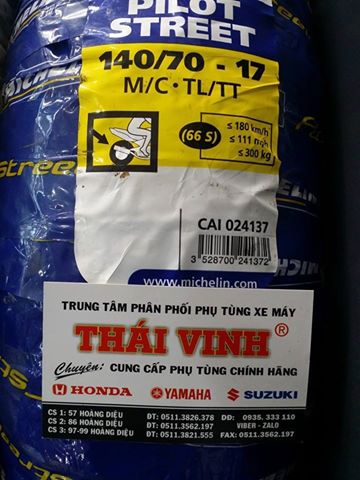 PILOT
STREET
140/70 - 17
M/C • TL/TT
(66 S)
≤ 180 km/h
≤ 111 mph
≤ 300 kg
CAI 024137
3 528700 241372
www.michelin.com
TRUNG TÂM PHÂN PHỐI PHỤ TÙNG XE MÁY
THÁI VINH®
Chuyên: CUNG CẤP PHỤ TÙNG CHÍNH HÃNG
HONDA YAMAHA SUZUKI
CS 1: 57 HOÀNG DIỆU ĐT: 0511.3826.378 DĐ: 0935.333 110
CS 2: 86 HOÀNG DIỆU ĐT: 0511.3562.197 VIBER - ZALO
CS 3: 97-99 HOÀNG DIỆU ĐT: 0511.3821.555 FAX: 0511.3562.197